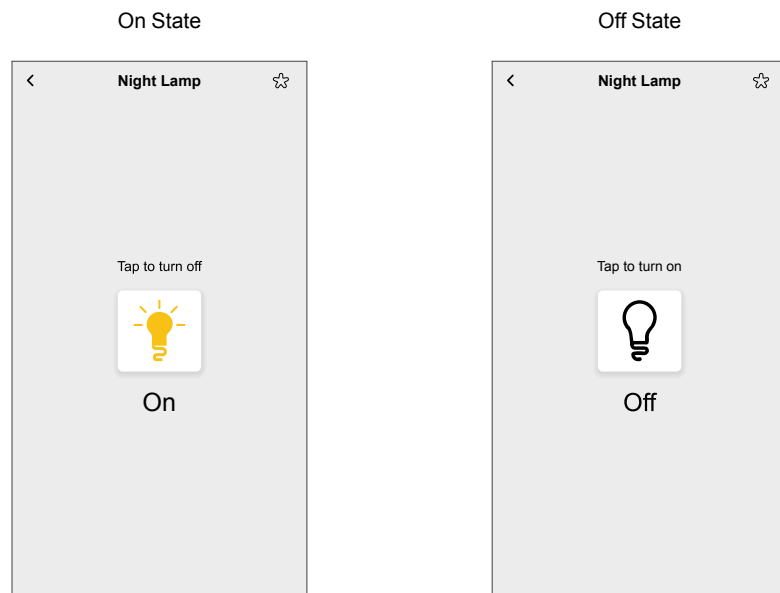 On State
Off State
Night Lamp
Night Lamp
Tap to turn off
Tap to turn on
On
Off